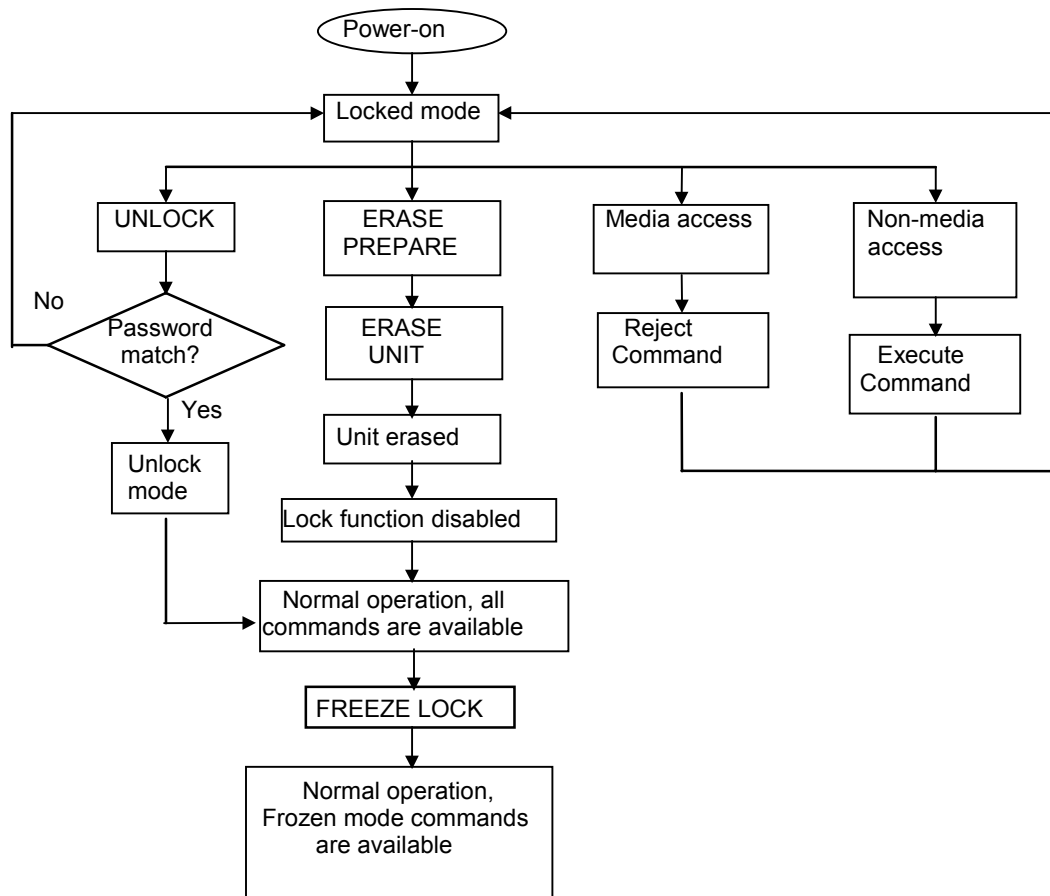 Power-on
Locked mode
UNLOCK
ERASE
PREPARE
Media access
Non-media
access
No
Password
match?
ERASE
UNIT
Reject
Command
Execute
Command
Yes
Unit erased
Unlock
mode
Lock function disabled
Normal operation, all
commands are available
FREEZE LOCK
Normal operation,
Frozen mode commands
are available